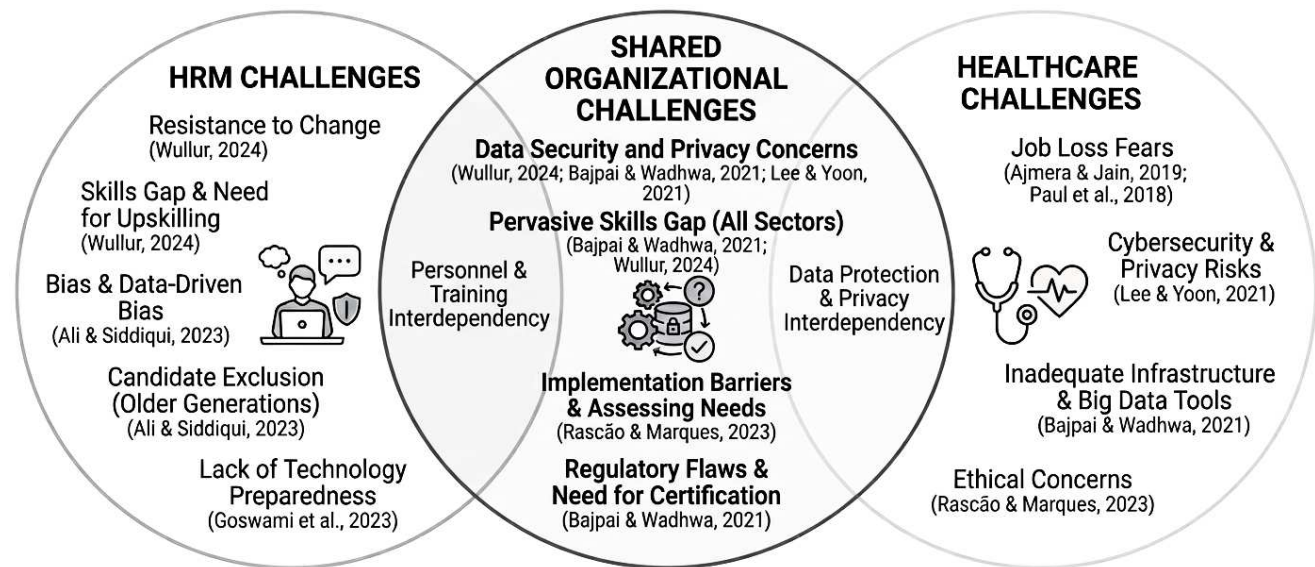 HRM CHALLENGES
Resistance to Change
(Wullur, 2024)
Skills Gap & Need
for Upskilling
(Wullur, 2024)
Bias & Data-Driven
Bias
(Ali & Siddiqui, 2023)
Candidate Exclusion
(Older Generations)
(Ali & Siddiqui, 2023)
Lack of Technology
Preparedness
(Goswami et al., 2023)
Personnel &
Training
Interdependency
SHARED
ORGANIZATIONAL
CHALLENGES
Data Security and Privacy Concerns
(Wullur, 2024; Bajpai & Wadhwa, 2021; Lee & Yoon,
2021)
Pervasive Skills Gap (All Sectors)
(Bajpai & Wadhwa, 2021;
Wullur, 2024)
?
Implementation Barriers
& Assessing Needs
(Rascão & Marques, 2023)
Regulatory Flaws &
Need for Certification
(Bajpai & Wadhwa, 2021)
Data Protection
& Privacy
Interdependency
HEALTHCARE
CHALLENGES
Job Loss Fears
(Ajmera & Jain, 2019;
Paul et al., 2018)
Cybersecurity &
Privacy Risks
(Lee & Yoon, 2021)
Inadequate Infrastructure
& Big Data Tools
(Bajpai & Wadhwa, 2021)
Ethical Concerns
(Rascão & Marques, 2023)